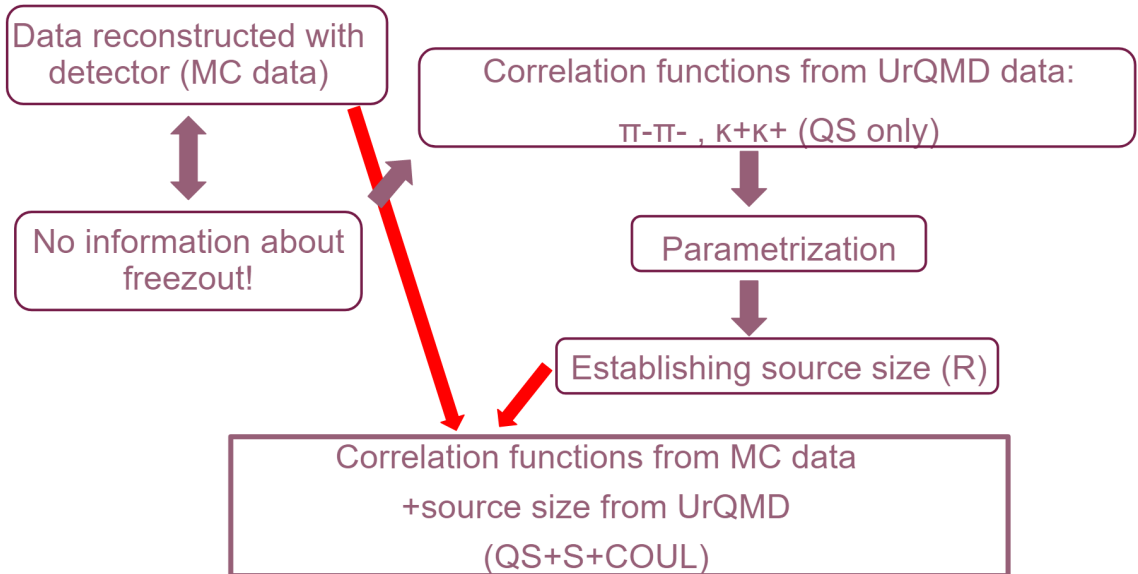 Data reconstructed with
detector (MC data)
No information about
freezout!
Correlation functions from UrQMD data:
π-π- , κ+κ+ (QS only)
Parametrization
Establishing source size (R)
Correlation functions from MC data
+source size from UrQMD
(QS+S+COUL)